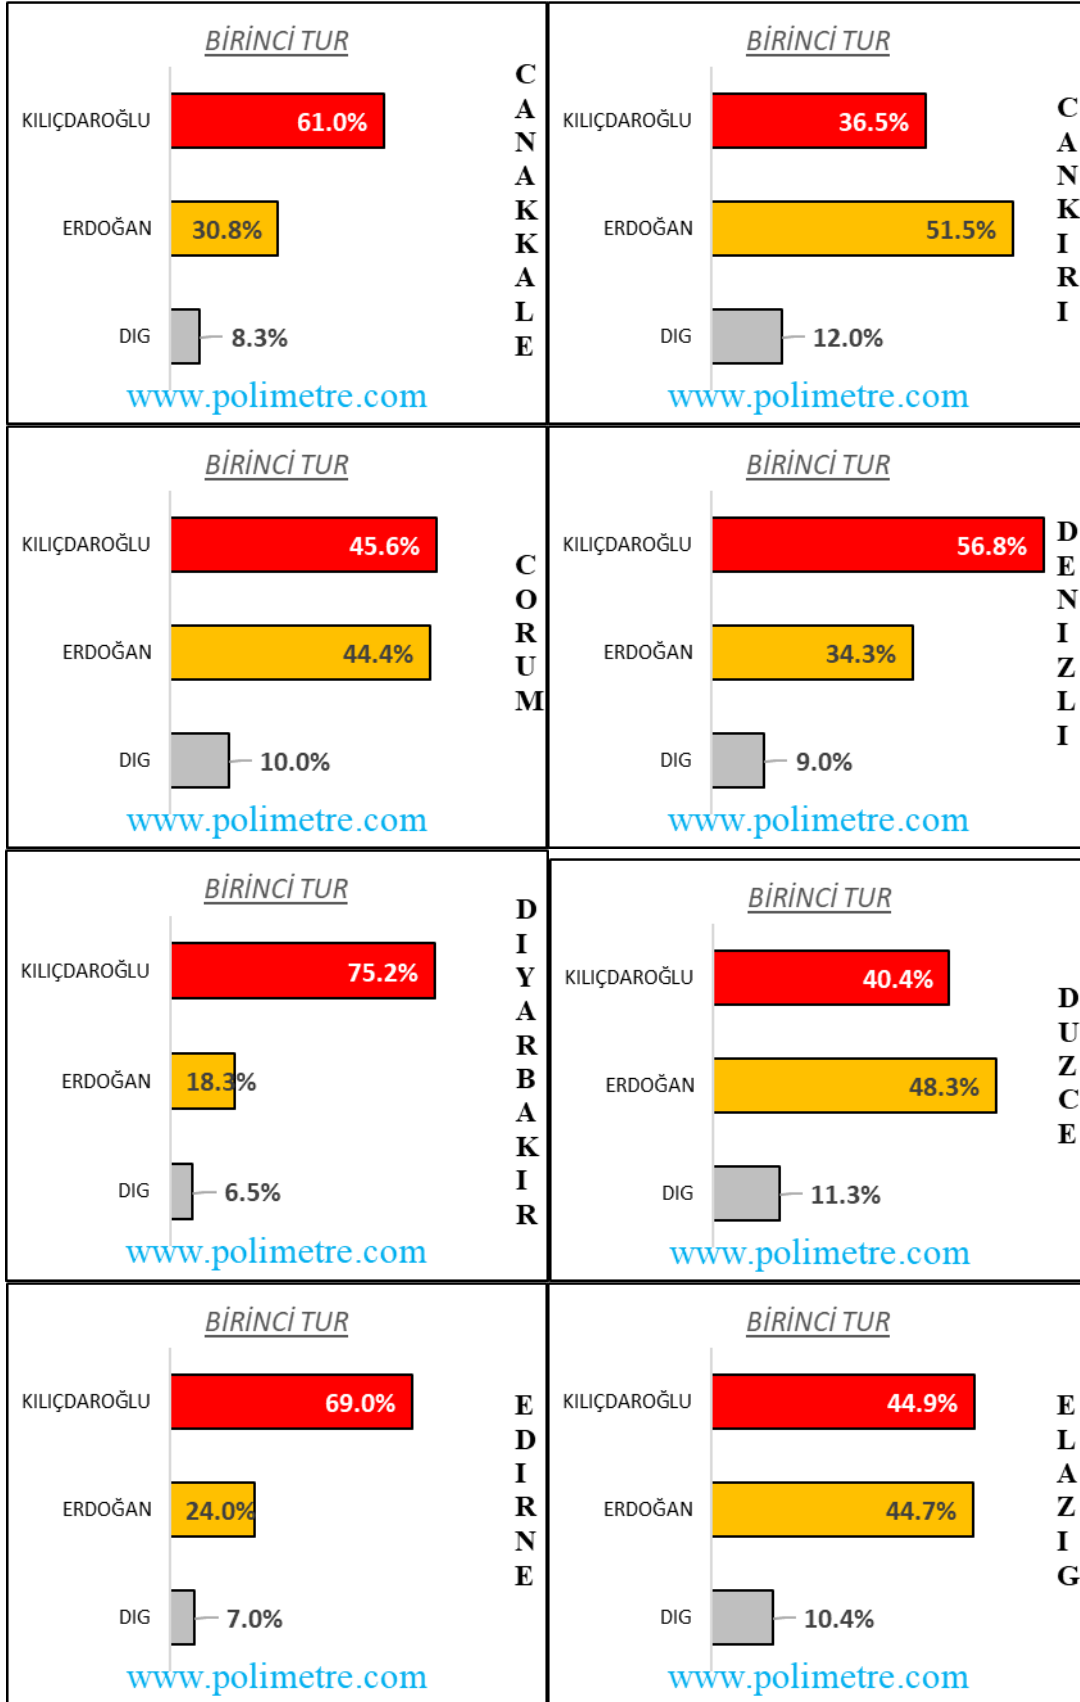 BİRİNCİ TUR
KILIÇDAROĞLU 61.0%
ERDOĞAN 30.8%
DIG 8.3%
CANAKKALE
www.polimetre.com
BİRİNCİ TUR
KILIÇDAROĞLU 36.5%
ERDOĞAN 51.5%
DIG 12.0%
CANKIRI
www.polimetre.com
BİRİNCİ TUR
KILIÇDAROĞLU 45.6%
ERDOĞAN 44.4%
DIG 10.0%
CORUM
www.polimetre.com
BİRİNCİ TUR
KILIÇDAROĞLU 56.8%
ERDOĞAN 34.3%
DIG 9.0%
DENIZLI
www.polimetre.com
BİRİNCİ TUR
KILIÇDAROĞLU 75.2%
ERDOĞAN 18.3%
DIG 6.5%
DIYARBAKIR
www.polimetre.com
BİRİNCİ TUR
KILIÇDAROĞLU 40.4%
ERDOĞAN 48.3%
DIG 11.3%
DUZCE
www.polimetre.com
BİRİNCİ TUR
KILIÇDAROĞLU 69.0%
ERDOĞAN 24.0%
DIG 7.0%
EDIRNE
www.polimetre.com
BİRİNCİ TUR
KILIÇDAROĞLU 44.9%
ERDOĞAN 44.7%
DIG 10.4%
ELAZIG
www.polimetre.com